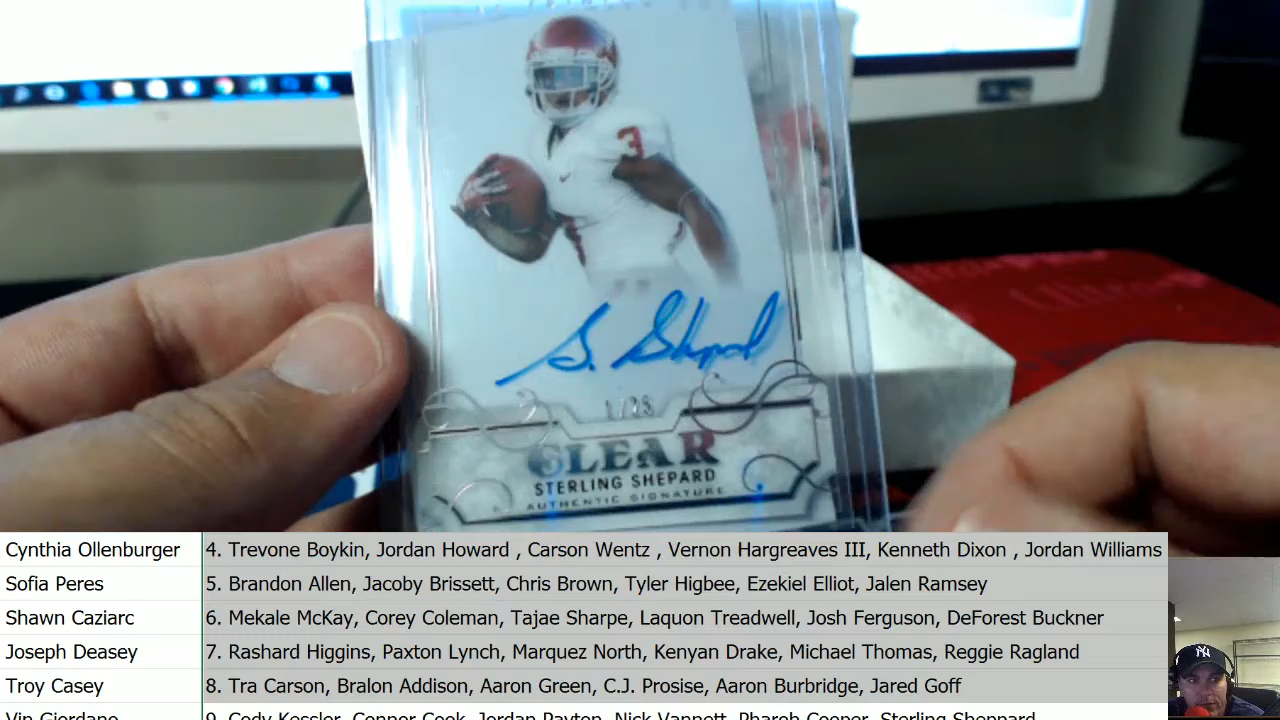 3
S. Shepard
1/25
CLEAR
STERLING SHEPARD
AUTHENTIC SIGNATURE
Cynthia Ollenburger 4. Trevone Boykin, Jordan Howard , Carson Wentz , Vernon Hargreaves III, Kenneth Dixon , Jordan Williams
Sofia Peres 5. Brandon Allen, Jacoby Brissett, Chris Brown, Tyler Higbee, Ezekiel Elliot, Jalen Ramsey
Shawn Caziarc 6. Mekale McKay, Corey Coleman, Tajae Sharpe, Laquon Treadwell, Josh Ferguson, DeForest Buckner
Joseph Deasey 7. Rashard Higgins, Paxton Lynch, Marquez North, Kenyan Drake, Michael Thomas, Reggie Ragland
Troy Casey 8. Tra Carson, Bralon Addison, Aaron Green, C.J. Prosise, Aaron Burbridge, Jared Goff
Vin Giordano 9. Cody Kessler, Connor Cook, Jordan Payton, Nick Vannett, Pharoh Cooper, Sterling Sheppard